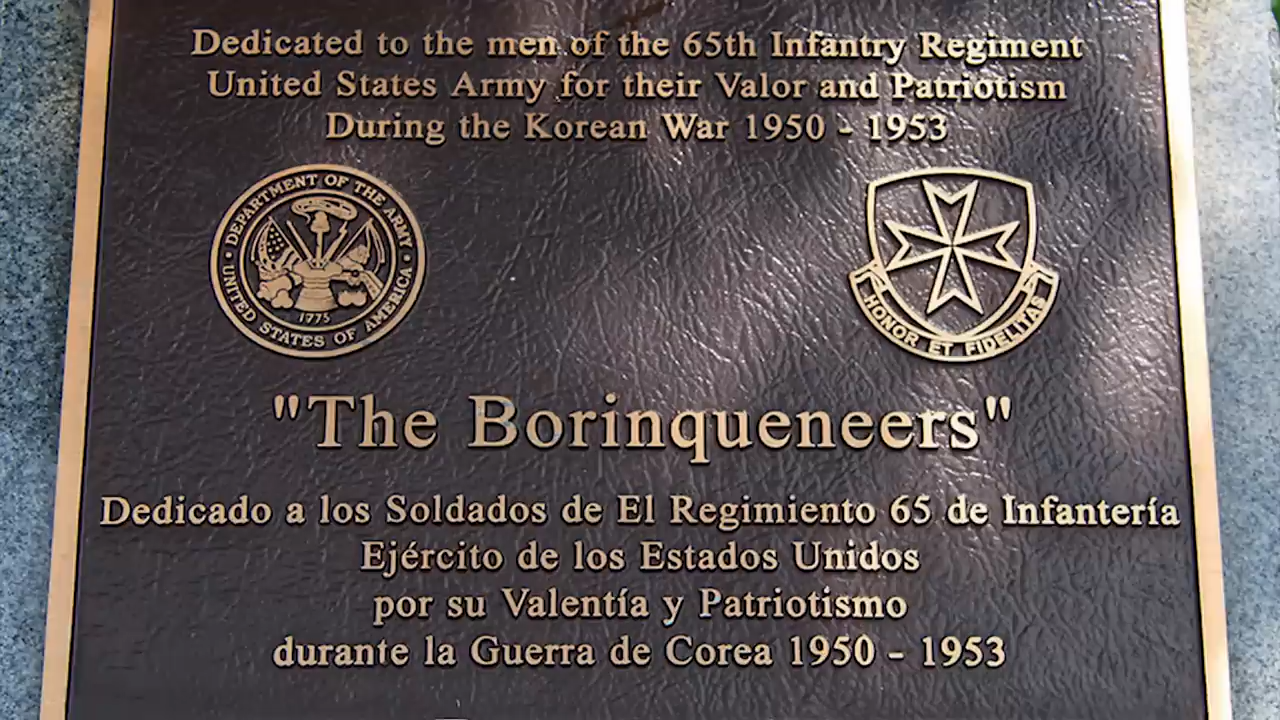 Dedicated to the men of the 65th Infantry Regiment
United States Army for their Valor and Patriotism
During the Korean War 1950 - 1953
DEPARTMENT OF THE ARMY
UNITED STATES OF AMERICA
1775
HONOR ET FIDELITAS
"The Borinqueneers"
Dedicado a los Soldados de El Regimiento 65 de Infantería
Ejército de los Estados Unidos
por su Valentía y Patriotismo
durante la Guerra de Corea 1950 - 1953